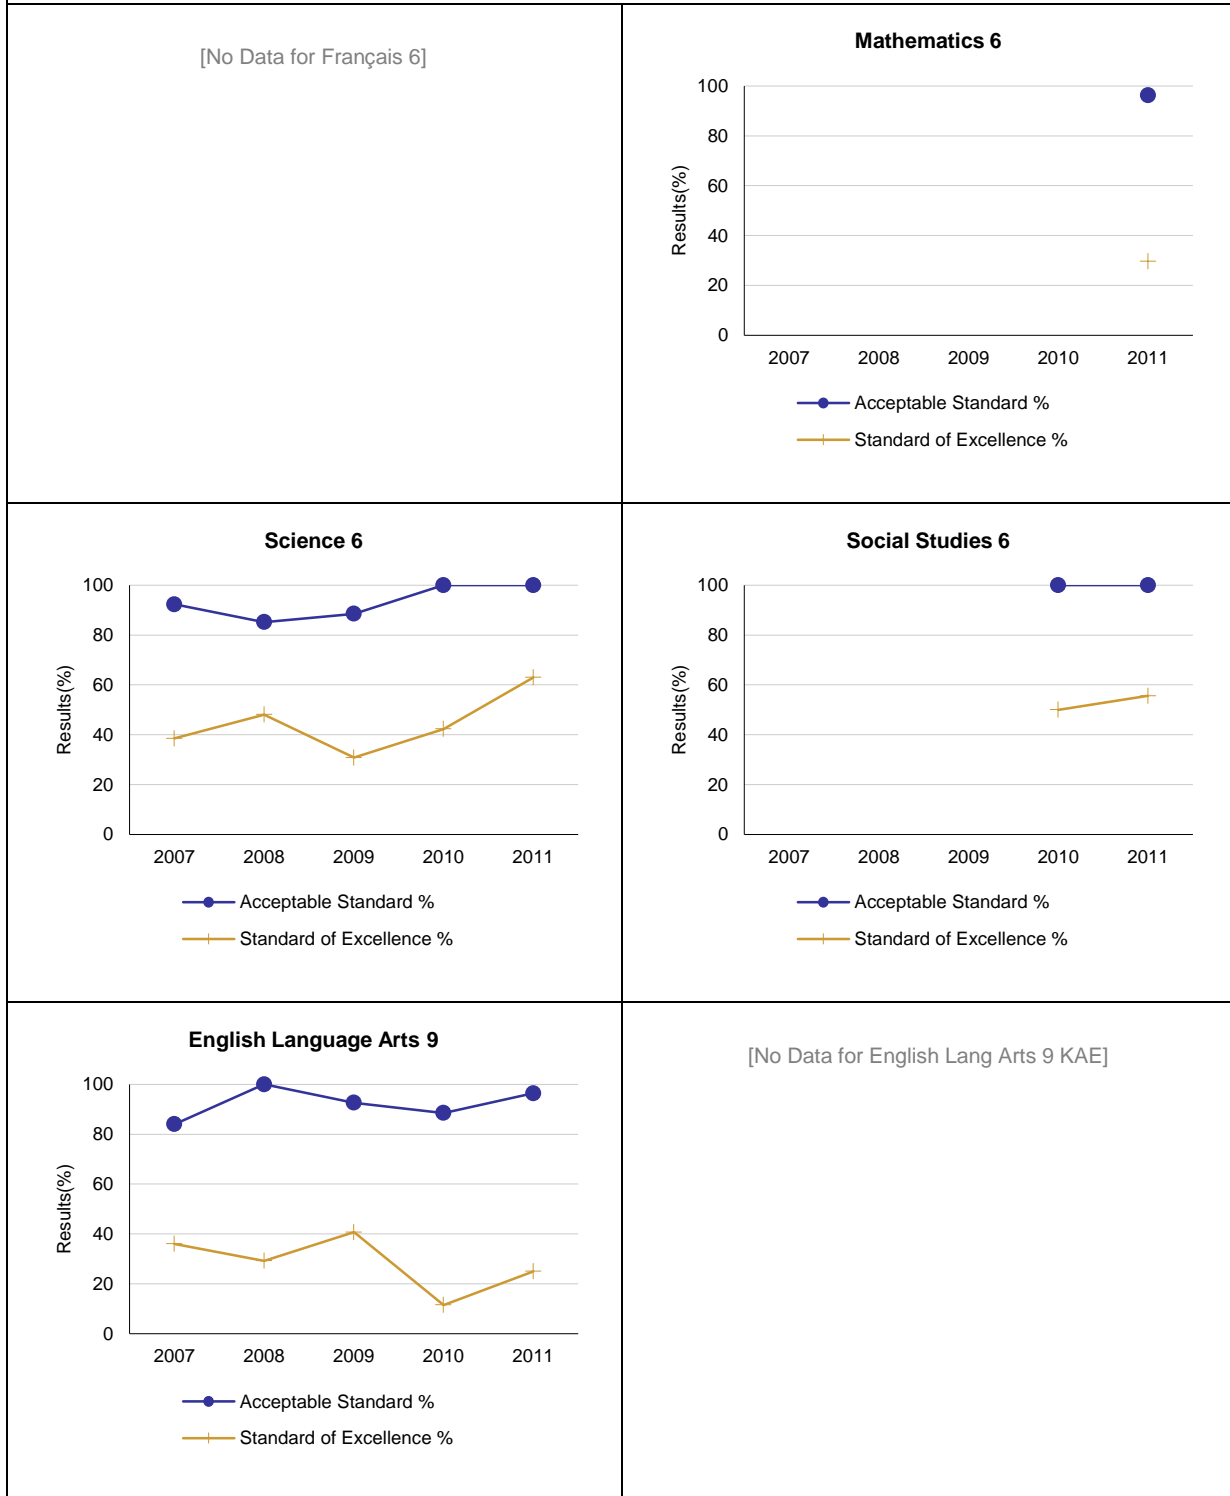 [No Data for Français 6]
Mathematics 6
Results(%)
100
80
60
40
20
0
2007 2008 2009 2010 2011
Acceptable Standard %
Standard of Excellence %
Science 6
Results(%)
100
80
60
40
20
0
2007 2008 2009 2010 2011
Acceptable Standard %
Standard of Excellence %
Social Studies 6
Results(%)
100
80
60
40
20
0
2007 2008 2009 2010 2011
Acceptable Standard %
Standard of Excellence %
English Language Arts 9
Results(%)
100
80
60
40
20
0
2007 2008 2009 2010 2011
Acceptable Standard %
Standard of Excellence %
[No Data for English Lang Arts 9 KAE]